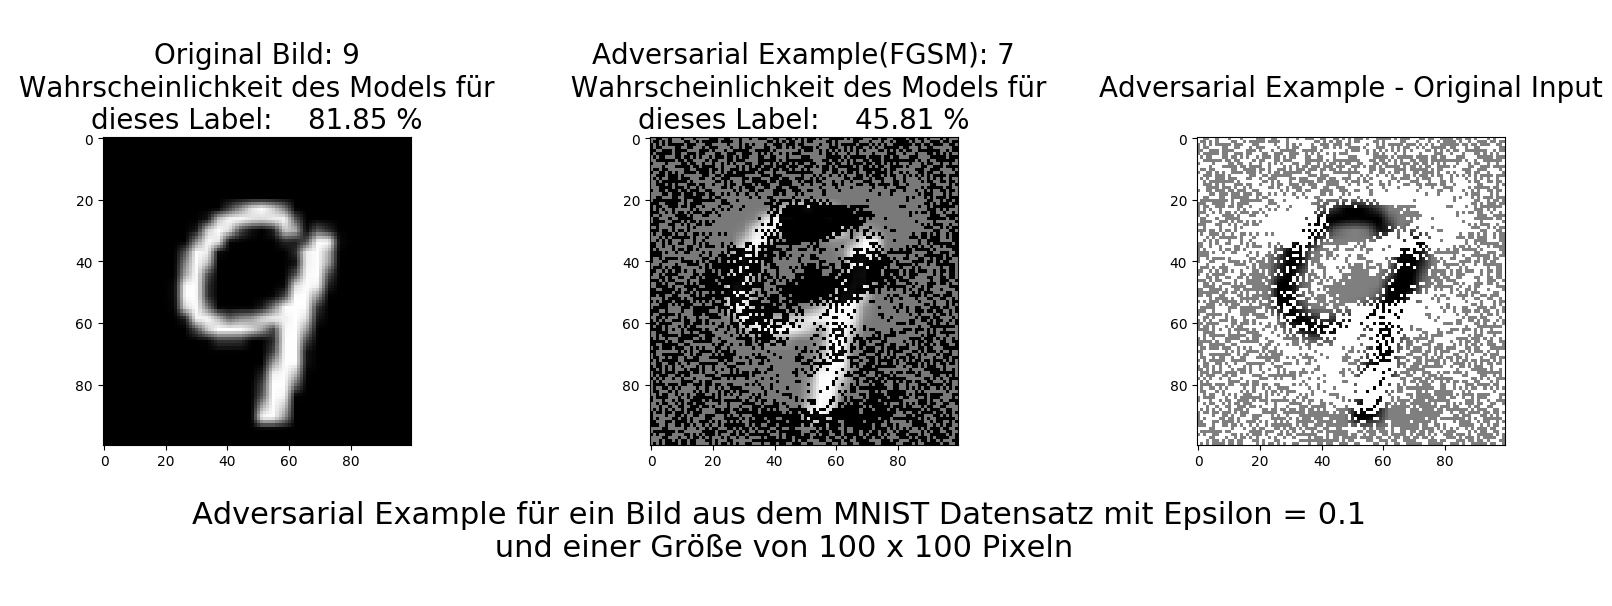 Original Bild: 9
Wahrscheinlichkeit des Models für
dieses Label: 81.85 %
Adversarial Example(FGSM): 7
Wahrscheinlichkeit des Models für
dieses Label: 45.81 %
Adversarial Example - Original Input
0
20
40
60
80
0 20 40 60 80
0
20
40
60
80
0 20 40 60 80
0
20
40
60
80
0 20 40 60 80
Adversarial Example für ein Bild aus dem MNIST Datensatz mit Epsilon = 0.1
und einer Größe von 100 x 100 Pixeln